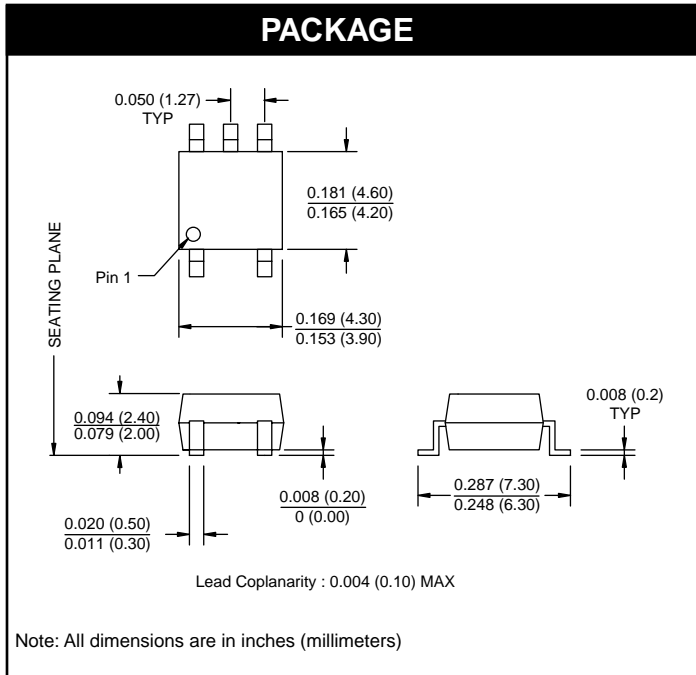 PACKAGE
0.050 (1.27)
TYP
0.181 (4.60)
0.165 (4.20)
SEATING PLANE
Pin 1
0.169 (4.30)
0.153 (3.90)
0.094 (2.40)
0.079 (2.00)
0.008 (0.2)
TYP
0.287 (7.30)
0.248 (6.30)
0.008 (0.20)
0 (0.00)
0.020 (0.50)
0.011 (0.30)
Lead Coplanarity : 0.004 (0.10) MAX
Note: All dimensions are in inches (millimeters)